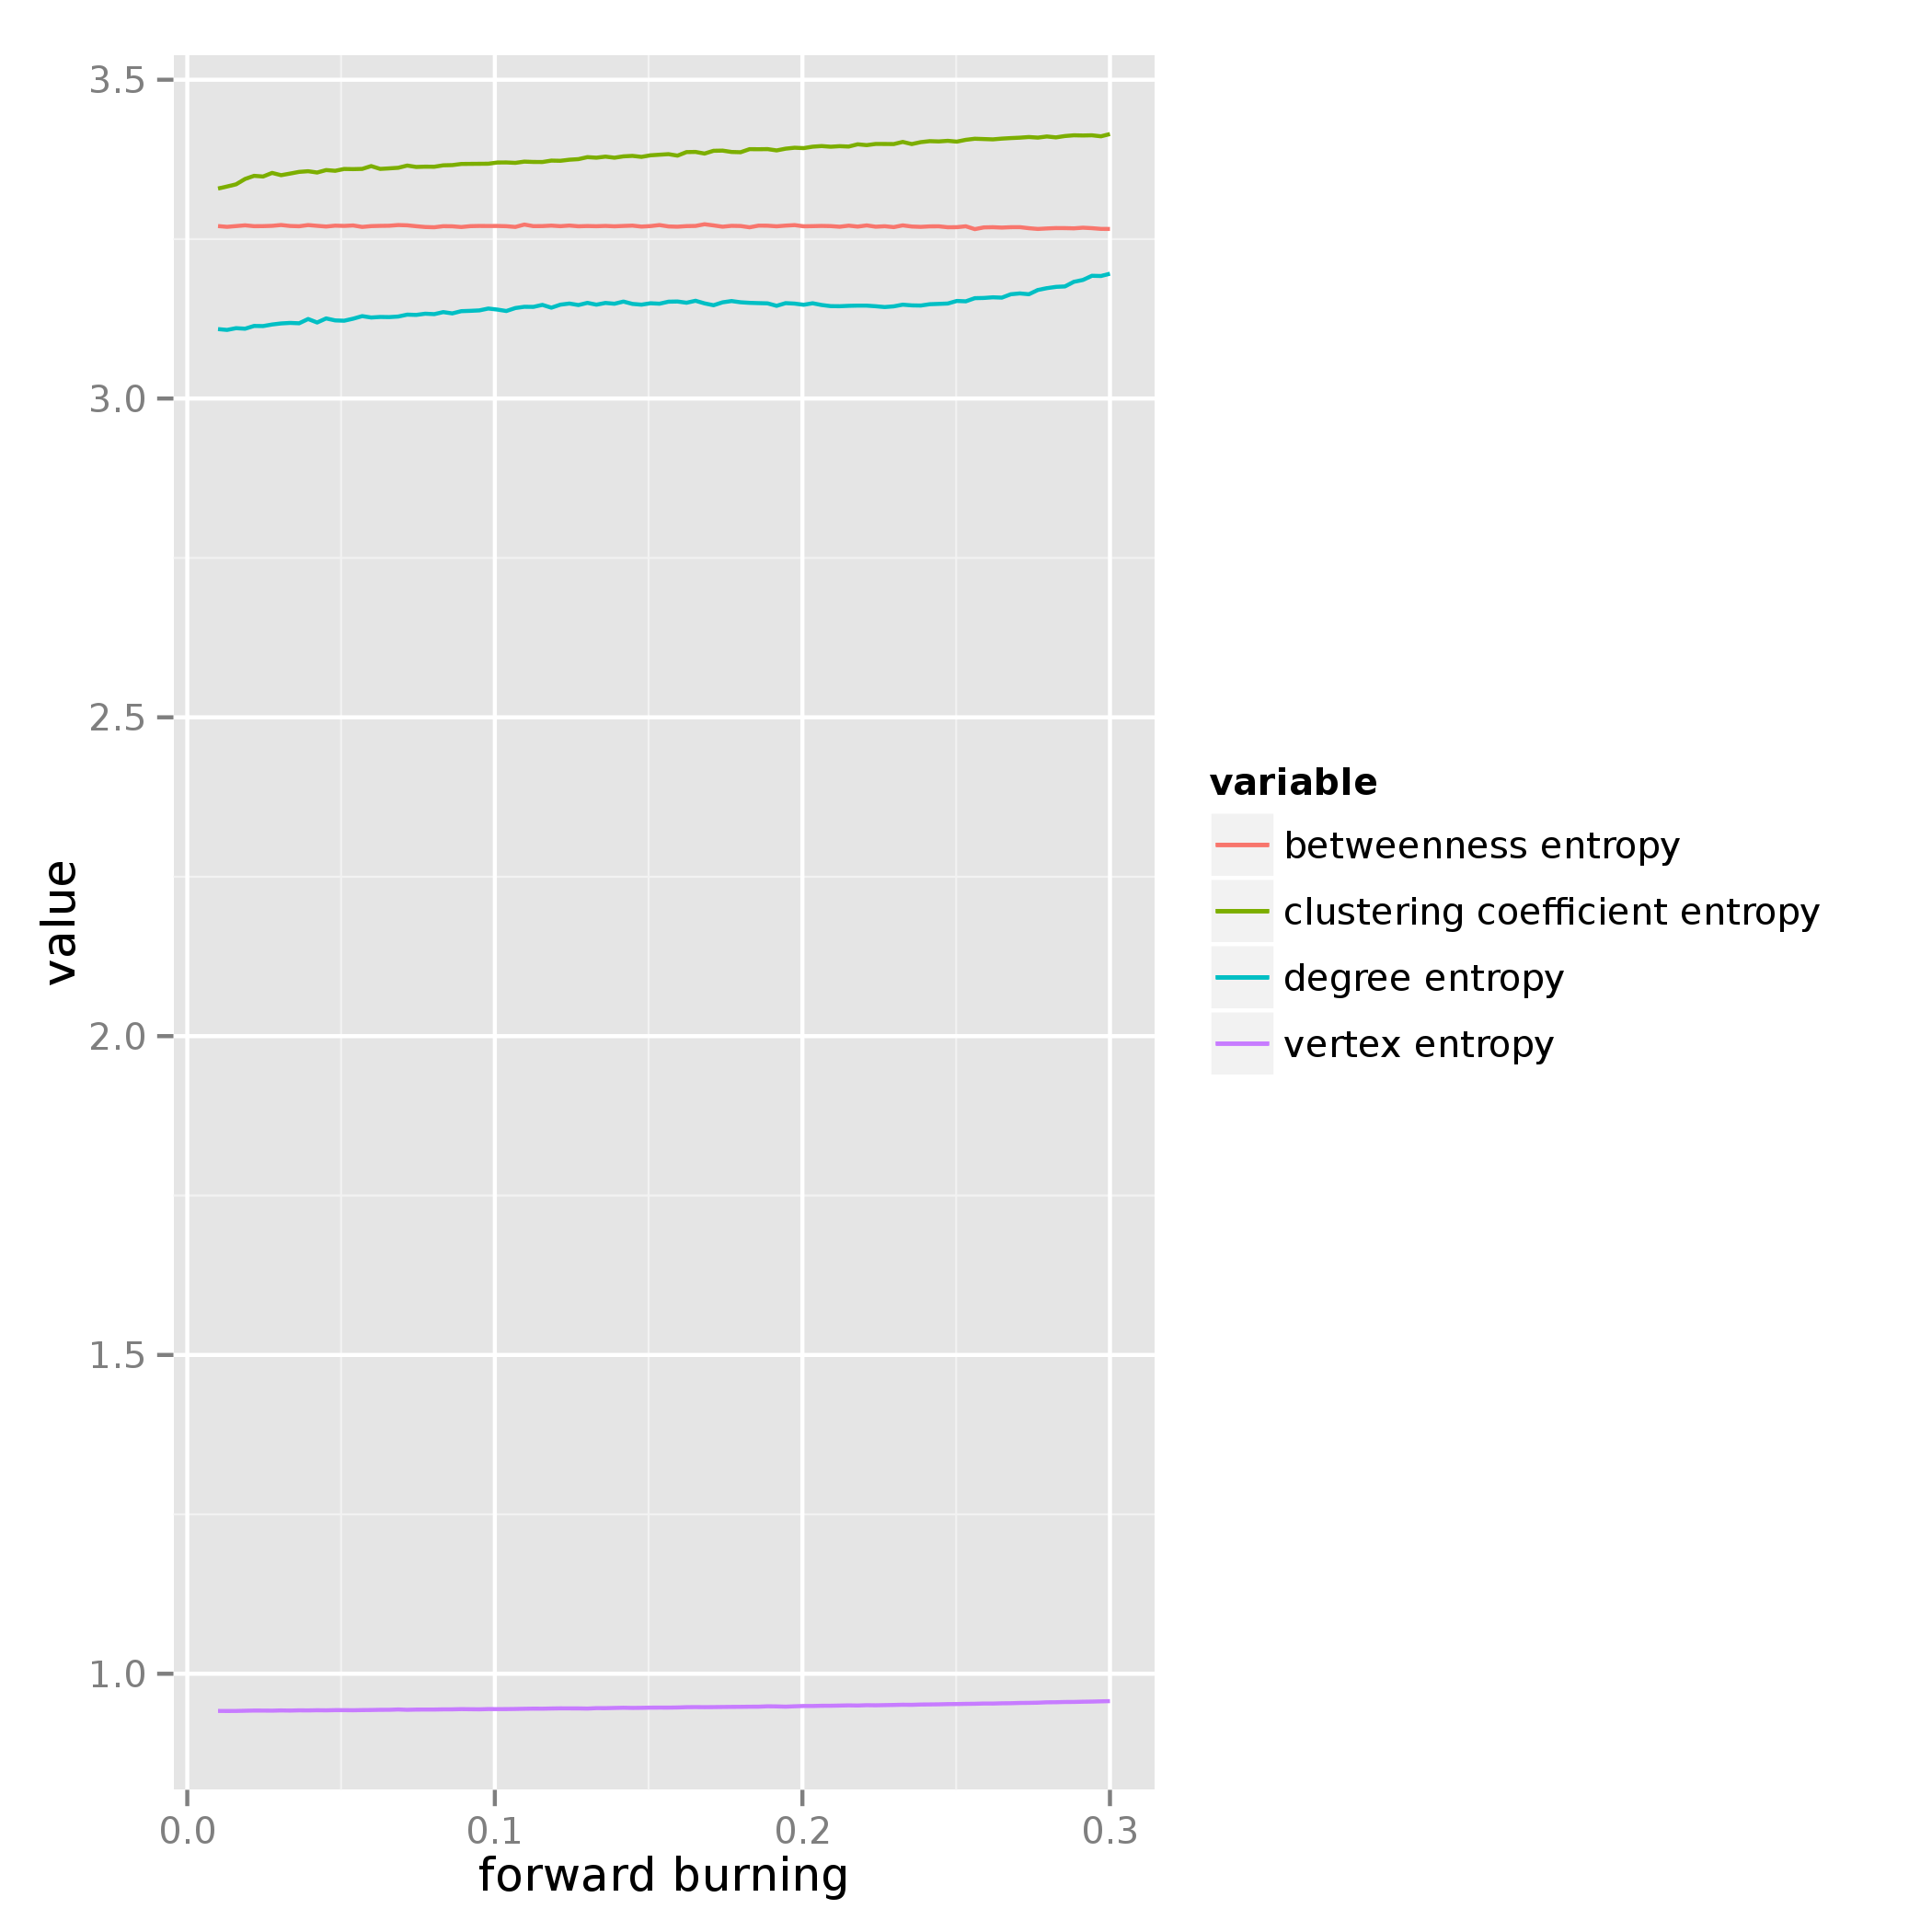 3.5
3.0
2.5
2.0
1.5
1.0
value
0.0 0.1 0.2 0.3
forward burning
variable
betweenness entropy
clustering coefficient entropy
degree entropy
vertex entropy